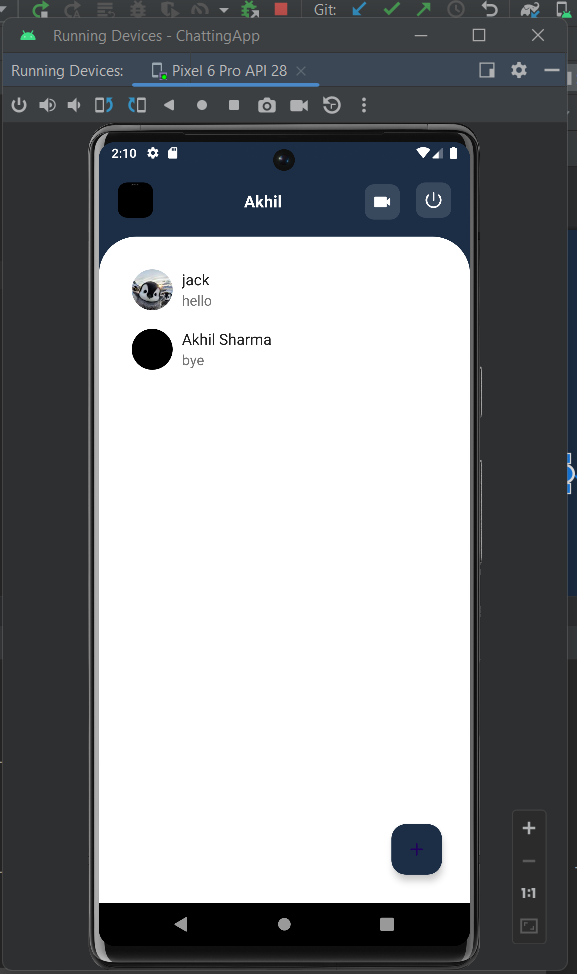 Git:
Running Devices - ChattingApp
Running Devices: Pixel 6 Pro API 28
2:10
Akhil
jack
hello
Akhil Sharma
bye
+
1:1